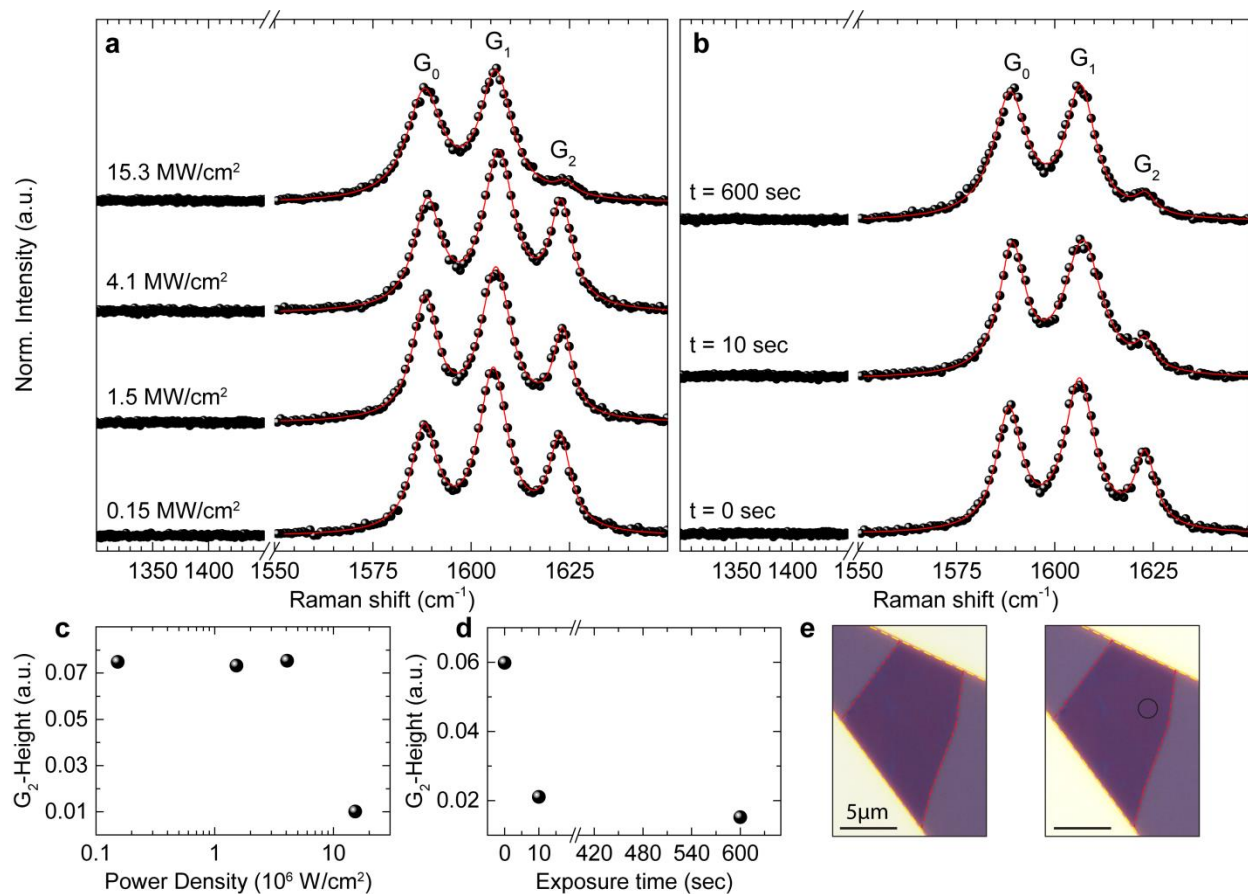 a
G₀
G₁
G₂
15.3 MW/cm²
4.1 MW/cm²
1.5 MW/cm²
0.15 MW/cm²
Norm. Intensity (a.u.)
1350 1400 1550 1575 1600 1625
Raman shift (cm⁻¹)
b
G₀
G₁
G₂
t = 600 sec
t = 10 sec
t = 0 sec
1350 1400 1550 1575 1600 1625
Raman shift (cm⁻¹)
c
G₂-Height (a.u.)
0.07
0.05
0.03
0.01
0.1 1 10
Power Density (10⁶ W/cm²)
d
G₂-Height (a.u.)
0.06
0.04
0.02
0 10 420 480 540 600
Exposure time (sec)
e
5μm